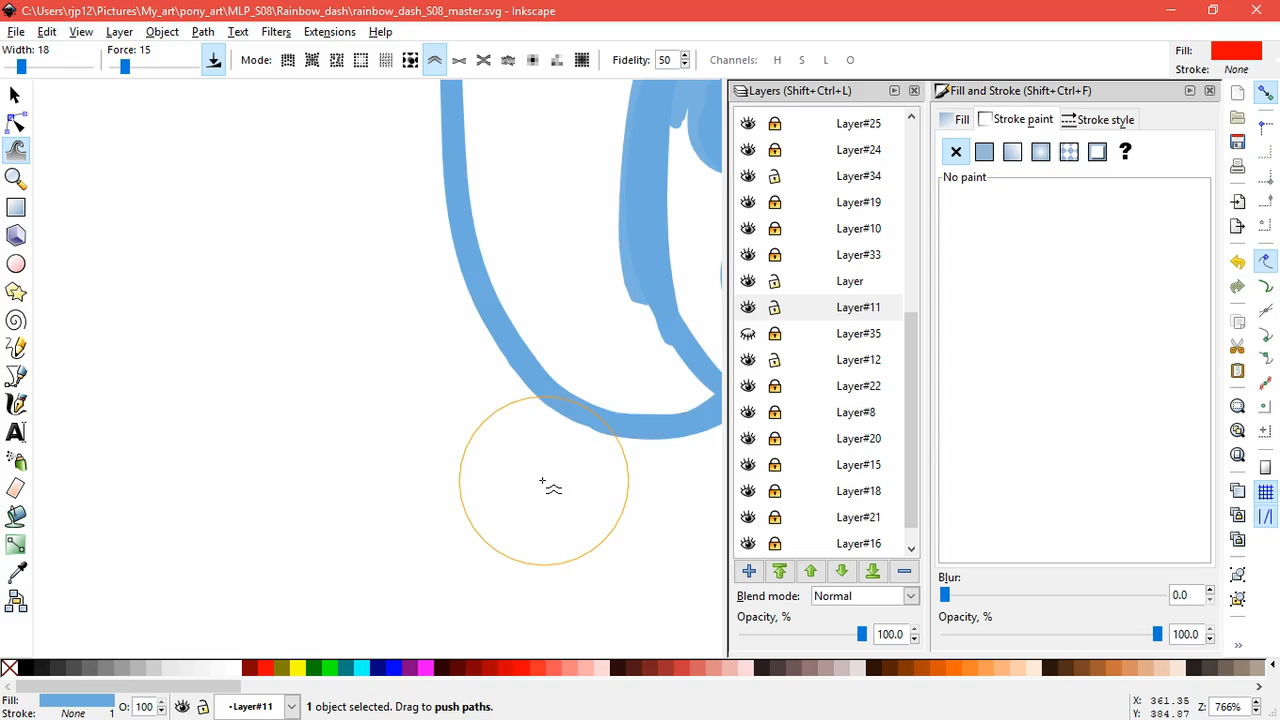 C:\Users\rjp12\Pictures\My_art\pony_art\MLP_S08\Rainbow_dash\rainbow_dash_S08_master.svg - Inkscape
File Edit View Layer Object Path Text Filters Extensions Help
Width: 18 Force: 15 Mode: Fidelity: 50 Channels: H S L O
Fill:
Stroke: None
Layers (Shift+Ctrl+L)
Layer#25
Layer#24
Layer#34
Layer#19
Layer#10
Layer#33
Layer
Layer#11
Layer#35
Layer#12
Layer#22
Layer#8
Layer#20
Layer#15
Layer#18
Layer#21
Layer#16
Blend mode: Normal
Opacity, %
100.0
Fill and Stroke (Shift+Ctrl+F)
Fill Stroke paint Stroke style
?
No paint
Blur:
0.0
Opacity, %
100.0
Fill:
Stroke: None 1
O: 100
•Layer#11
1 object selected. Drag to push paths.
X: 361.35
Y: 384.87
Z: 766%